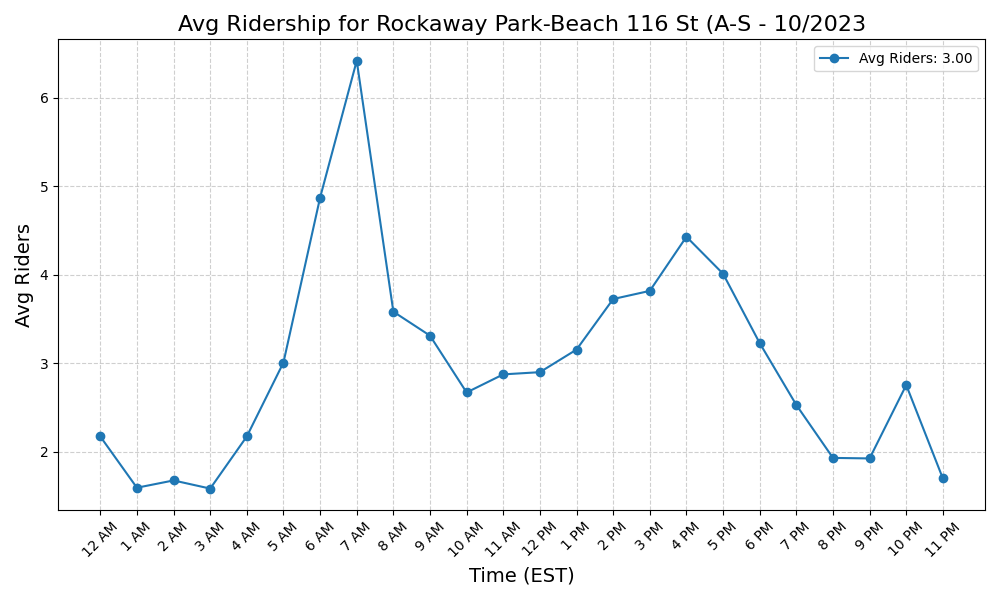 Avg Ridership for Rockaway Park-Beach 116 St (A-S - 10/2023
Avg Riders: 3.00
Avg Riders
6
5
4
3
2
12 AM
1 AM
2 AM
3 AM
4 AM
5 AM
6 AM
7 AM
8 AM
9 AM
10 AM
11 AM
12 PM
1 PM
2 PM
3 PM
4 PM
5 PM
6 PM
7 PM
8 PM
9 PM
10 PM
11 PM
Time (EST)